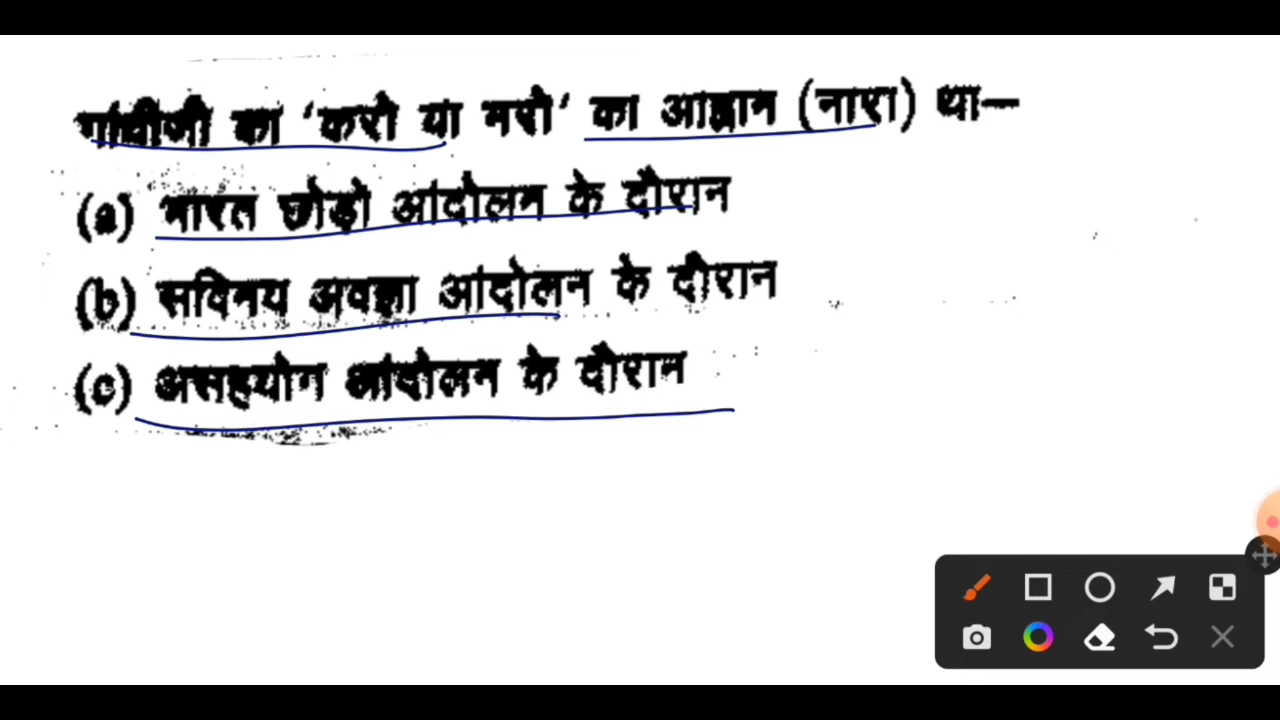 गांधीजी का ‘करो या मरो’ का आह्वान (नारा) था—
(a) भारत छोड़ो आंदोलन के दौरान
(b) सविनय अवज्ञा आंदोलन के दौरान
(c) असहयोग आंदोलन के दौरान